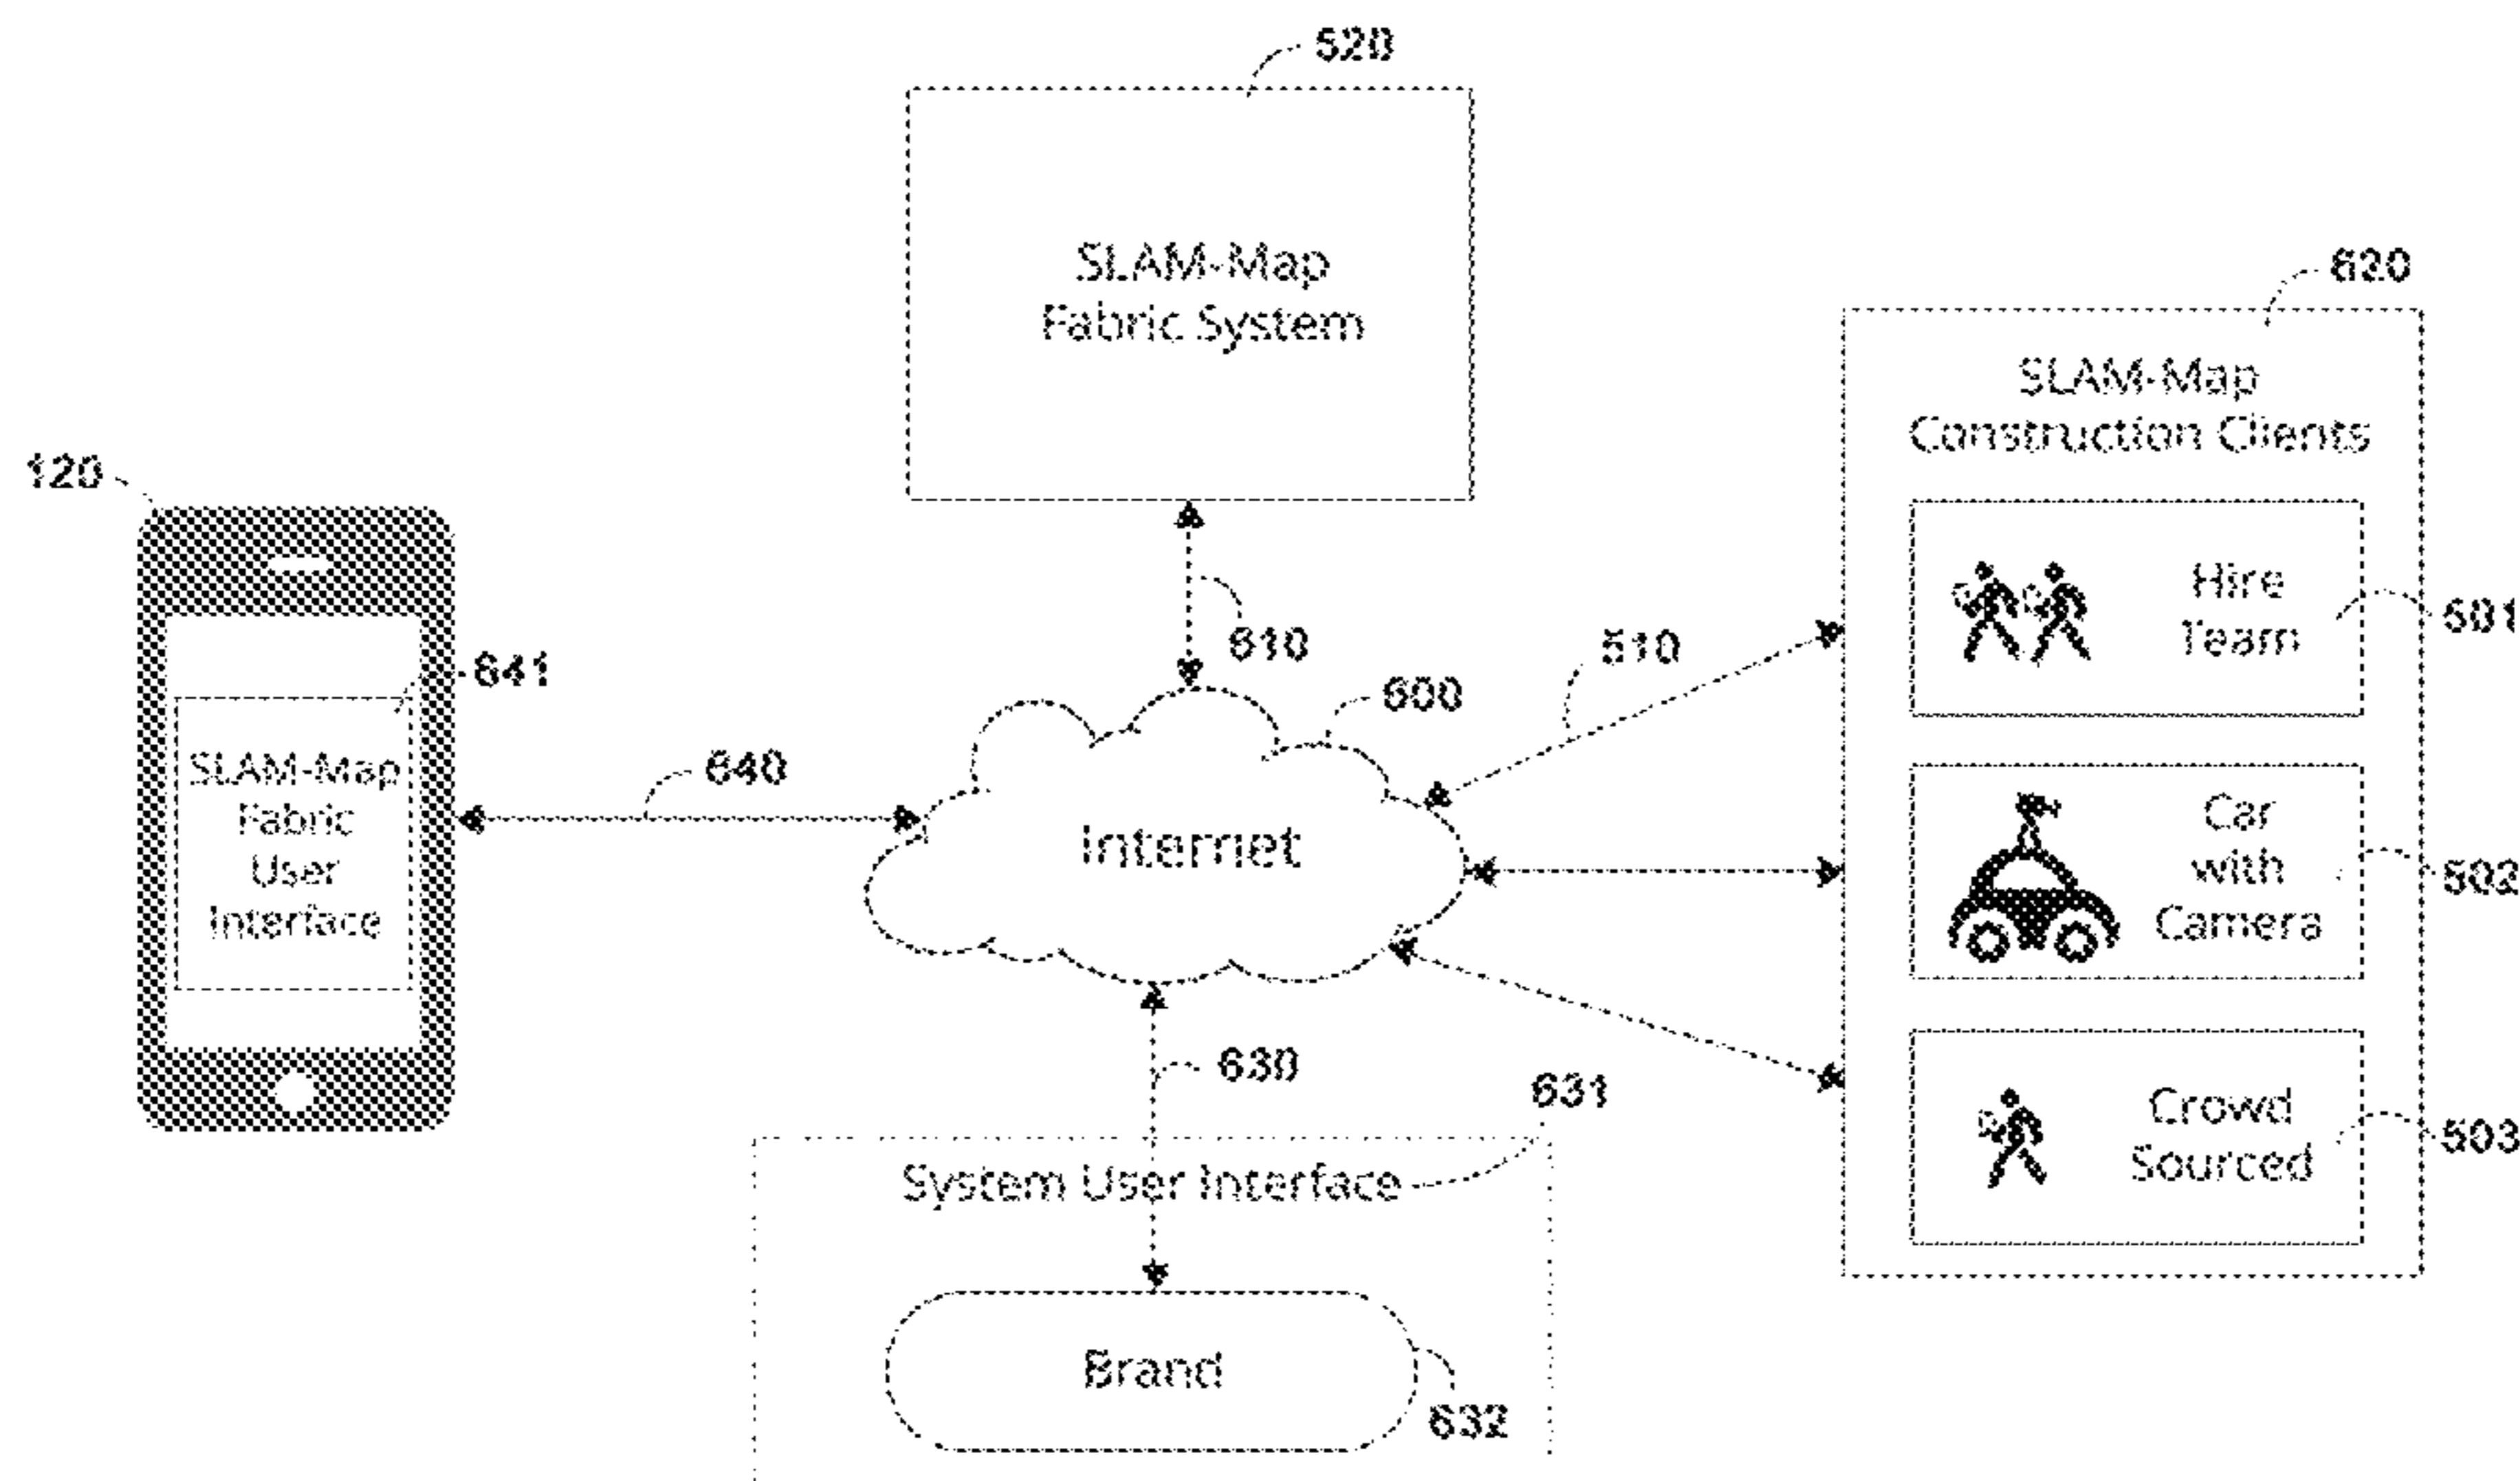 520
SLAM-Map
Fabric System
620
SLAM-Map
Construction Clients
120
Hire
Team
501
610
510
641
600
SLAM-Map
Fabric
User
Interface
640
Internet
Car
with
Camera
502
630
631
Crowd
Sourced
503
System User Interface
Brand
632